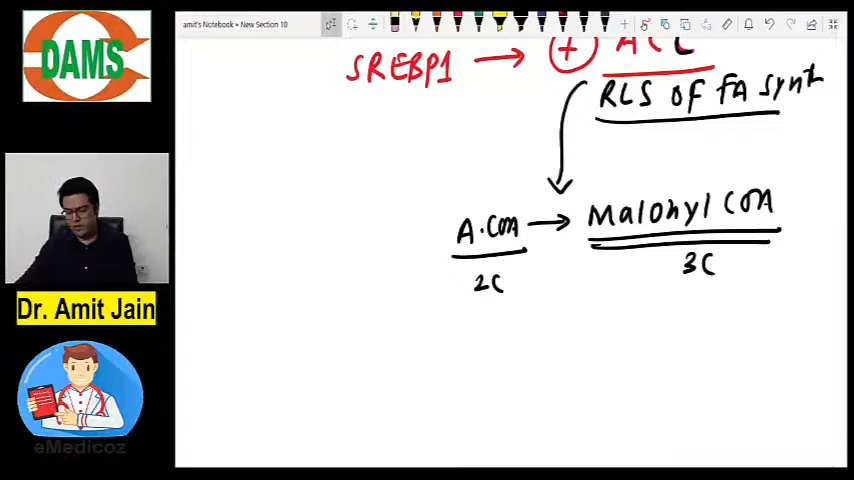 amit's Notebook > New Section 10
DAMS
SREBP1 → + ACC
RLS OF FA Synth
A.COA → Malonyl COA
2C 3C
Dr. Amit Jain
eMedicoz